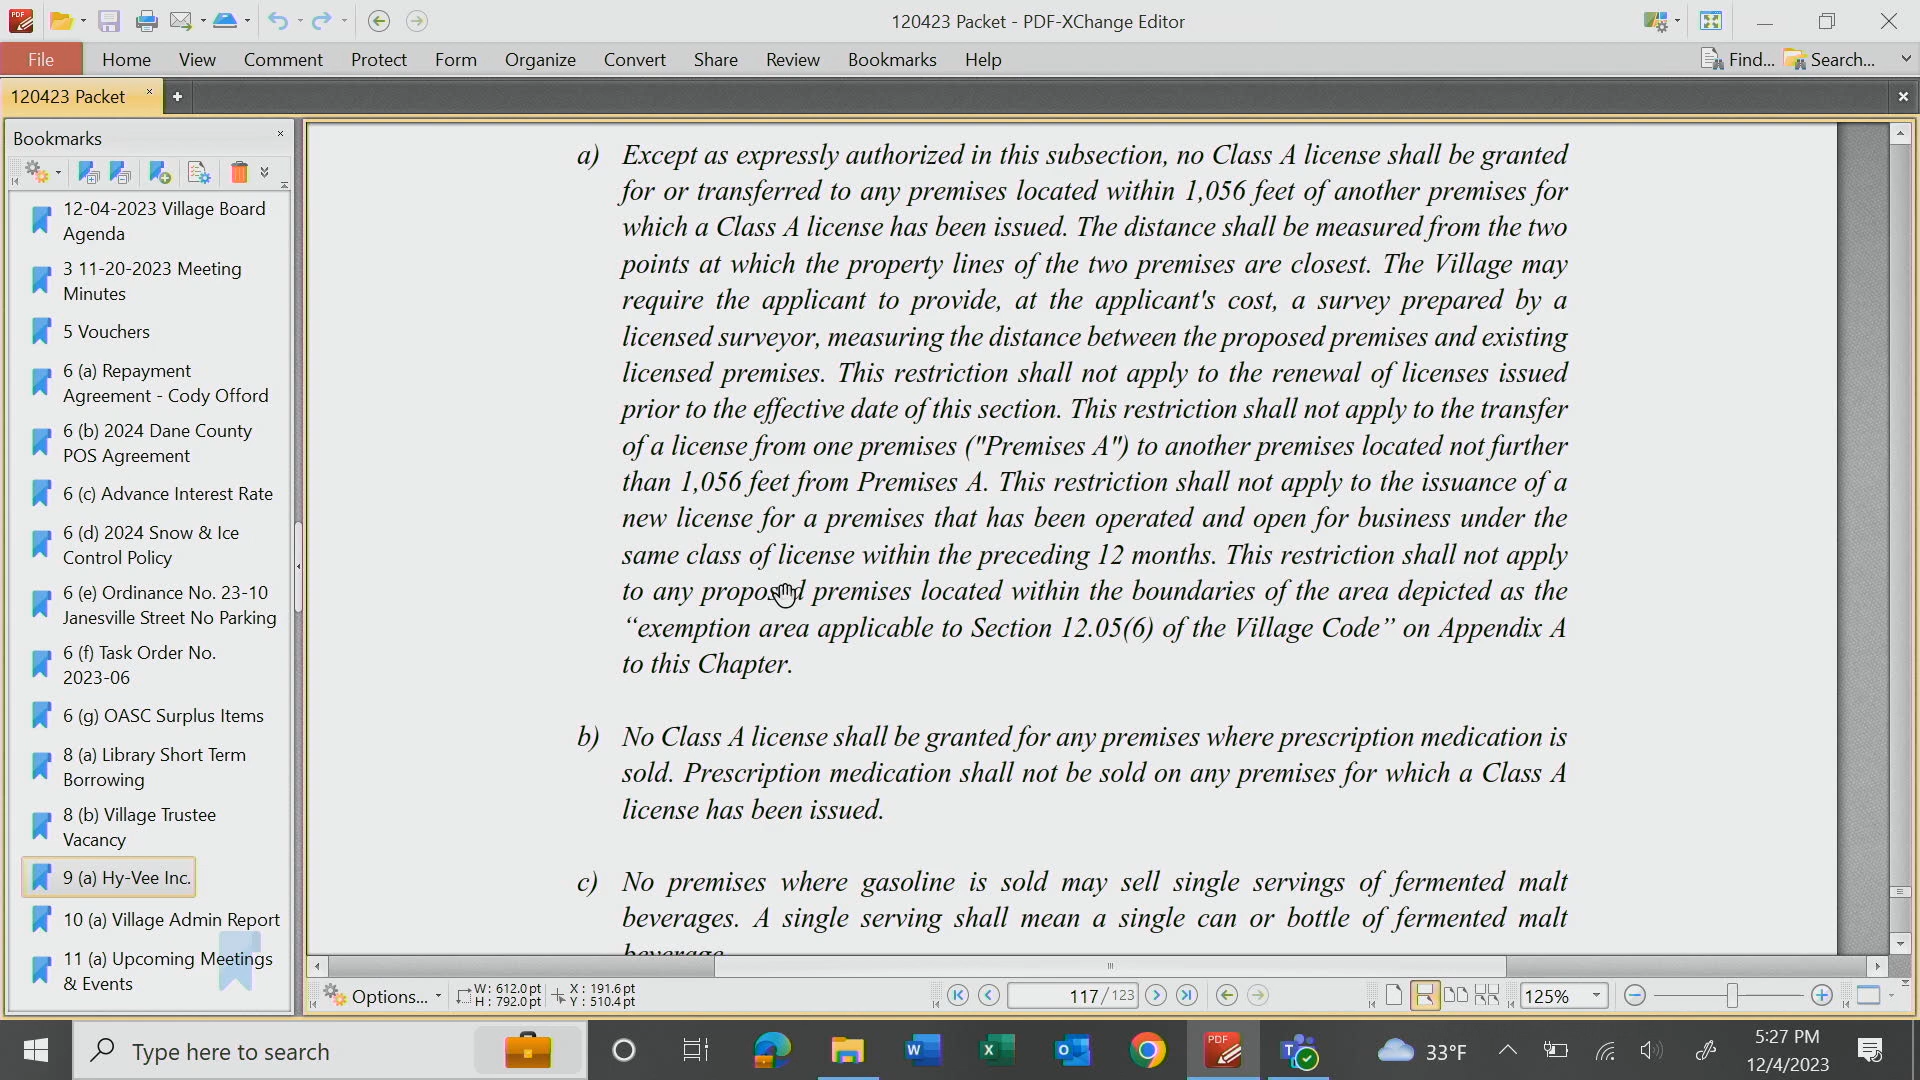 120423 Packet - PDF-XChange Editor
File Home View Comment Protect Form Organize Convert Share Review Bookmarks Help
Find... Search...
120423 Packet
Bookmarks
12-04-2023 Village Board
Agenda
3 11-20-2023 Meeting
Minutes
5 Vouchers
6 (a) Repayment
Agreement - Cody Offord
6 (b) 2024 Dane County
POS Agreement
6 (c) Advance Interest Rate
6 (d) 2024 Snow & Ice
Control Policy
6 (e) Ordinance No. 23-10
Janesville Street No Parking
6 (f) Task Order No.
2023-06
6 (g) OASC Surplus Items
8 (a) Library Short Term
Borrowing
8 (b) Village Trustee
Vacancy
9 (a) Hy-Vee Inc.
10 (a) Village Admin Report
11 (a) Upcoming Meetings
& Events
a) Except as expressly authorized in this subsection, no Class A license shall be granted
for or transferred to any premises located within 1,056 feet of another premises for
which a Class A license has been issued. The distance shall be measured from the two
points at which the property lines of the two premises are closest. The Village may
require the applicant to provide, at the applicant's cost, a survey prepared by a
licensed surveyor, measuring the distance between the proposed premises and existing
licensed premises. This restriction shall not apply to the renewal of licenses issued
prior to the effective date of this section. This restriction shall not apply to the transfer
of a license from one premises ("Premises A") to another premises located not further
than 1,056 feet from Premises A. This restriction shall not apply to the issuance of a
new license for a premises that has been operated and open for business under the
same class of license within the preceding 12 months. This restriction shall not apply
to any proposed premises located within the boundaries of the area depicted as the
“exemption area applicable to Section 12.05(6) of the Village Code” on Appendix A
to this Chapter.
b) No Class A license shall be granted for any premises where prescription medication is
sold. Prescription medication shall not be sold on any premises for which a Class A
license has been issued.
c) No premises where gasoline is sold may sell single servings of fermented malt
beverages. A single serving shall mean a single can or bottle of fermented malt
beverage
Options... W: 612.0pt X: 191.6pt
H: 792.0pt Y: 510.4pt
117 / 123
125%
Type here to search
PDF
33°F
5:27 PM
12/4/2023